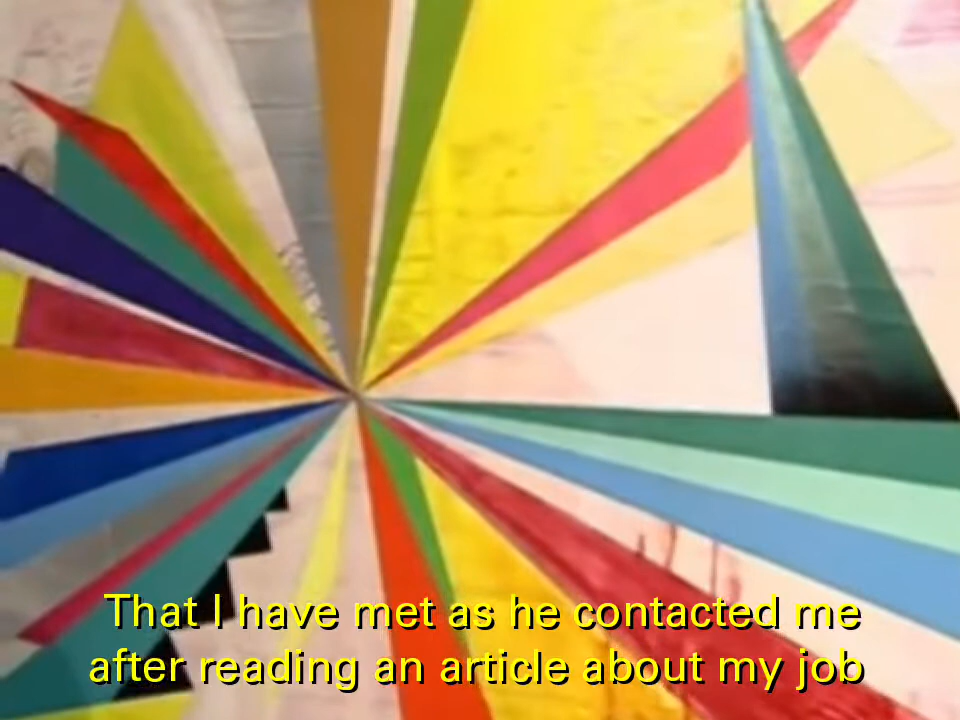 That I have met as he contacted me
after reading an article about my job